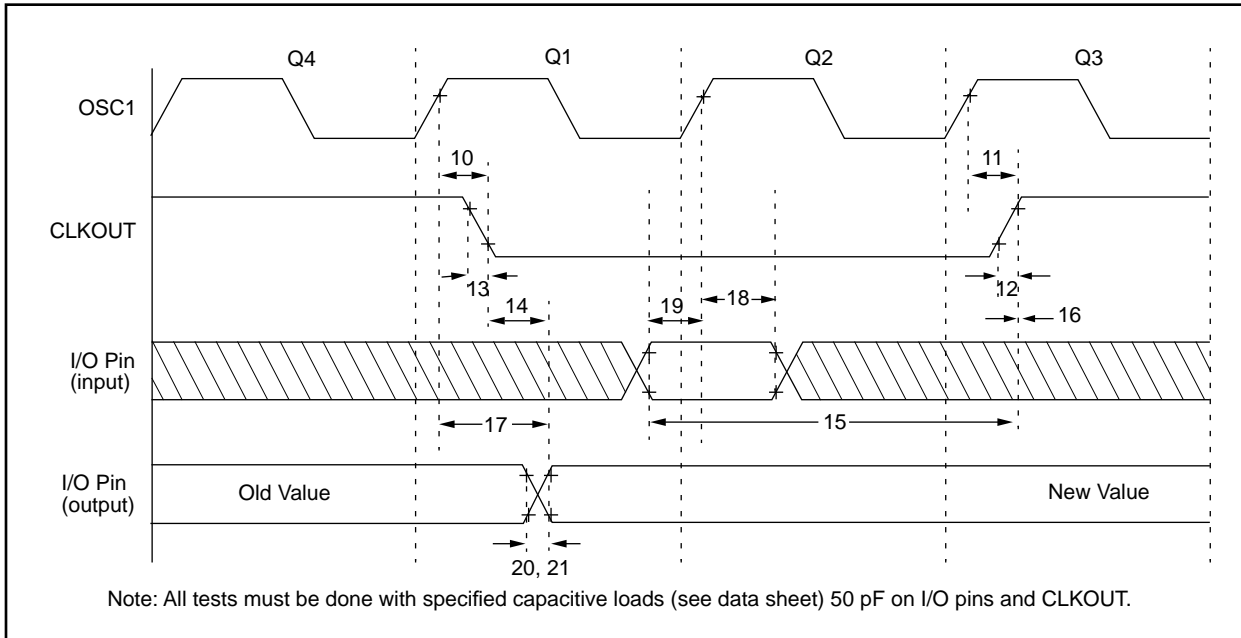 Q4 Q1 Q2 Q3
OSC1
10 11
CLKOUT
13 12
14 19 18 16
I/O Pin
(input)
17 15
I/O Pin
(output)
Old Value New Value
20, 21
Note: All tests must be done with specified capacitive loads (see data sheet) 50 pF on I/O pins and CLKOUT.